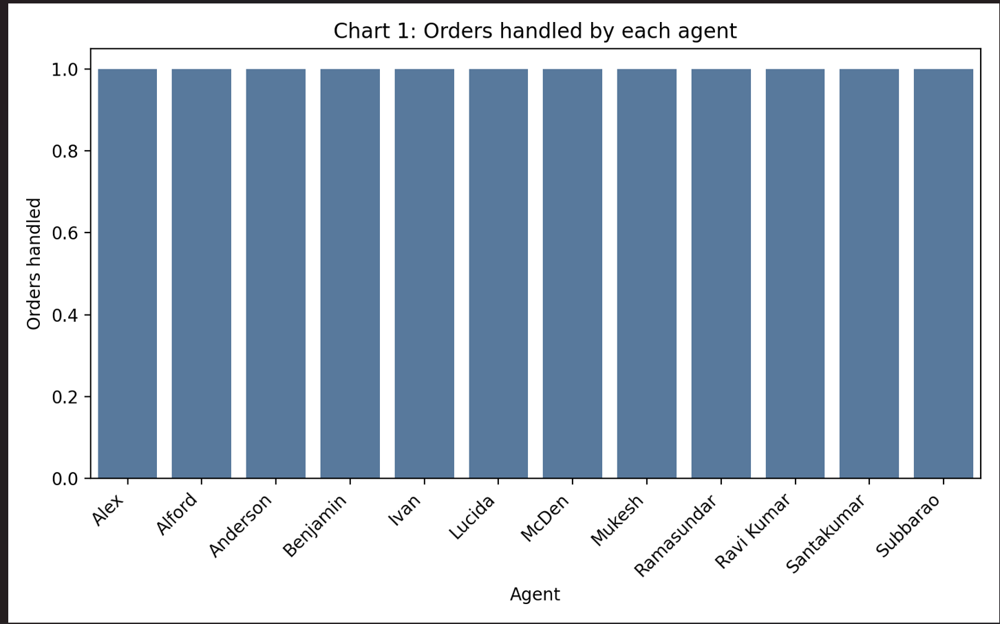 Chart 1: Orders handled by each agent
Orders handled
1.0
0.8
0.6
0.4
0.2
0.0
Alex
Alford
Anderson
Benjamin
Ivan
Lucida
McDen
Mukesh
Ramasundar
Ravi Kumar
Santakumar
Subbarao
Agent